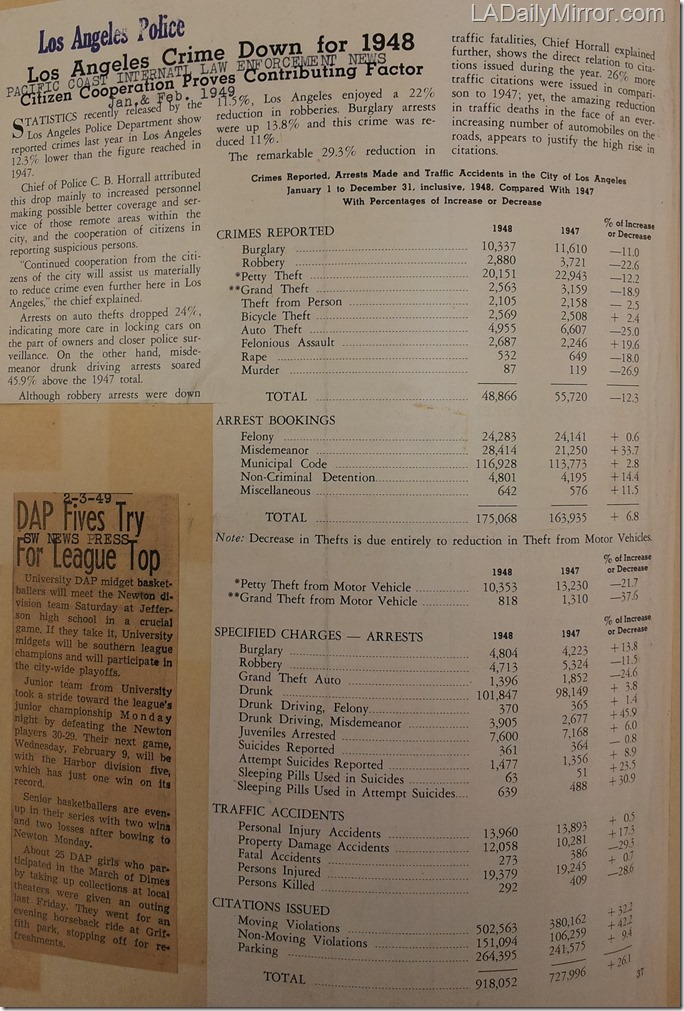 LADailyMirror.com
Los Angeles Police
Los Angeles Crime Down for 1948
PACIFIC COAST INTERNATL LAW ENFORCEMENT NEWS
Citizen Cooperation Proves Contributing Factor
Jan. & Feb., 1949
STATISTICS recently released by the
Los Angeles Police Department show
reported crimes last year in Los Angeles
12.3% lower than the figure reached in
1947.
Chief of Police C. B. Horrall attributed
this drop mainly to increased personnel
making possible better coverage and ser-
vice of those remote areas within the
city, and the cooperation of citizens in
reporting suspicious persons.
"Continued cooperation from the citi-
zens of the city will assist us materially
to reduce crime even further here in Los
Angeles," the chief explained.
Arrests on auto thefts dropped 24%,
indicating more care in locking cars on
the part of owners and closer police sur-
veillance. On the other hand, misde-
meanor drunk driving arrests soared
45.9% above the 1947 total.
Although robbery arrests were down
11.5%, Los Angeles enjoyed a 22%
reduction in robberies. Burglary arrests
were up 13.8% and this crime was re-
duced 11%.
The remarkable 29.3% reduction in
traffic fatalities, Chief Horrall explained
further, shows the direct relation to cita-
tions issued during the year. 26% more
traffic citations were issued in compari-
son to 1947; yet, the amazing reduction
in traffic deaths in the face of an ever-
increasing number of automobiles on the
roads, appears to justify the high rise in
citations.
Crimes Reported, Arrests Made and Traffic Accidents in the City of Los Angeles
January 1 to December 31, inclusive, 1948, Compared With 1947
With Percentages of Increase or Decrease
CRIMES REPORTED 1948 1947 % of Increase or Decrease
Burglary 10,337 11,610 —11.0
Robbery 2,880 3,721 —22.6
*Petty Theft 20,151 22,943 —12.2
**Grand Theft 2,563 3,159 —18.9
Theft from Person 2,105 2,158 — 2.5
Bicycle Theft 2,569 2,508 + 2.4
Auto Theft 4,955 6,607 —25.0
Felonious Assault 2,687 2,246 +19.6
Rape 532 649 —18.0
Murder 87 119 —26.9
TOTAL 48,866 55,720 —12.3
ARREST BOOKINGS
Felony 24,283 24,141 + 0.6
Misdemeanor 28,414 21,250 +33.7
Municipal Code 116,928 113,773 + 2.8
Non-Criminal Detention 4,801 4,195 +14.4
Miscellaneous 642 576 +11.5
TOTAL 175,068 163,935 + 6.8
Note: Decrease in Thefts is due entirely to reduction in Theft from Motor Vehicles.
1948 1947 % of Increase or Decrease
*Petty Theft from Motor Vehicle 10,353 13,230 —21.7
**Grand Theft from Motor Vehicle 818 1,310 —37.6
SPECIFIED CHARGES — ARRESTS 1948 1947 % of Increase or Decrease
Burglary 4,804 4,223 +13.8
Robbery 4,713 5,324 —11.5
Grand Theft Auto 1,396 1,852 —24.6
Drunk 101,847 98,149 + 3.8
Drunk Driving, Felony 370 365 + 1.4
Drunk Driving, Misdemeanor 3,905 2,677 +45.9
Juveniles Arrested 7,600 7,168 + 6.0
Suicides Reported 361 364 — 0.8
Attempt Suicides Reported 1,477 1,356 + 8.9
Sleeping Pills Used in Suicides 63 51 +23.5
Sleeping Pills Used in Attempt Suicides 639 488 +30.9
TRAFFIC ACCIDENTS
Personal Injury Accidents 13,960 13,893 + 0.5
Property Damage Accidents 12,058 10,281 +17.3
Fatal Accidents 273 386 —29.3
Persons Injured 19,379 19,245 + 0.7
Persons Killed 292 409 —28.6
CITATIONS ISSUED
Moving Violations 502,563 380,162 +32.2
Non-Moving Violations 151,094 106,259 +42.2
Parking 264,395 241,575 + 9.4
TOTAL 918,052 727,996 +26.1
37
2-3-49
DAP Fives Try
SW NEWS PRESS
For League Top
University DAP midget basket-
ballers will meet the Newton di-
vision team Saturday at Jeffer-
son high school in a crucial
game. If they take it, University
midgets will be southern league
champions and will participate in
the city-wide playoffs.
Junior team from University
took a stride toward the league's
junior championship Monday
night by defeating the Newton
players 30-29. Their next game,
Wednesday, February 9, will be
with the Harbor division five,
which has just one win on its
record.
Senior basketballers are even-
up in their series with two wins
and two losses after bowing to
Newton Monday.
About 25 DAP girls who par-
ticipated in the March of Dimes
by taking up collections at local
theaters were given an outing
last Friday. They went for an
evening horseback ride at Grif-
fith park, stopping off for re-
freshments.